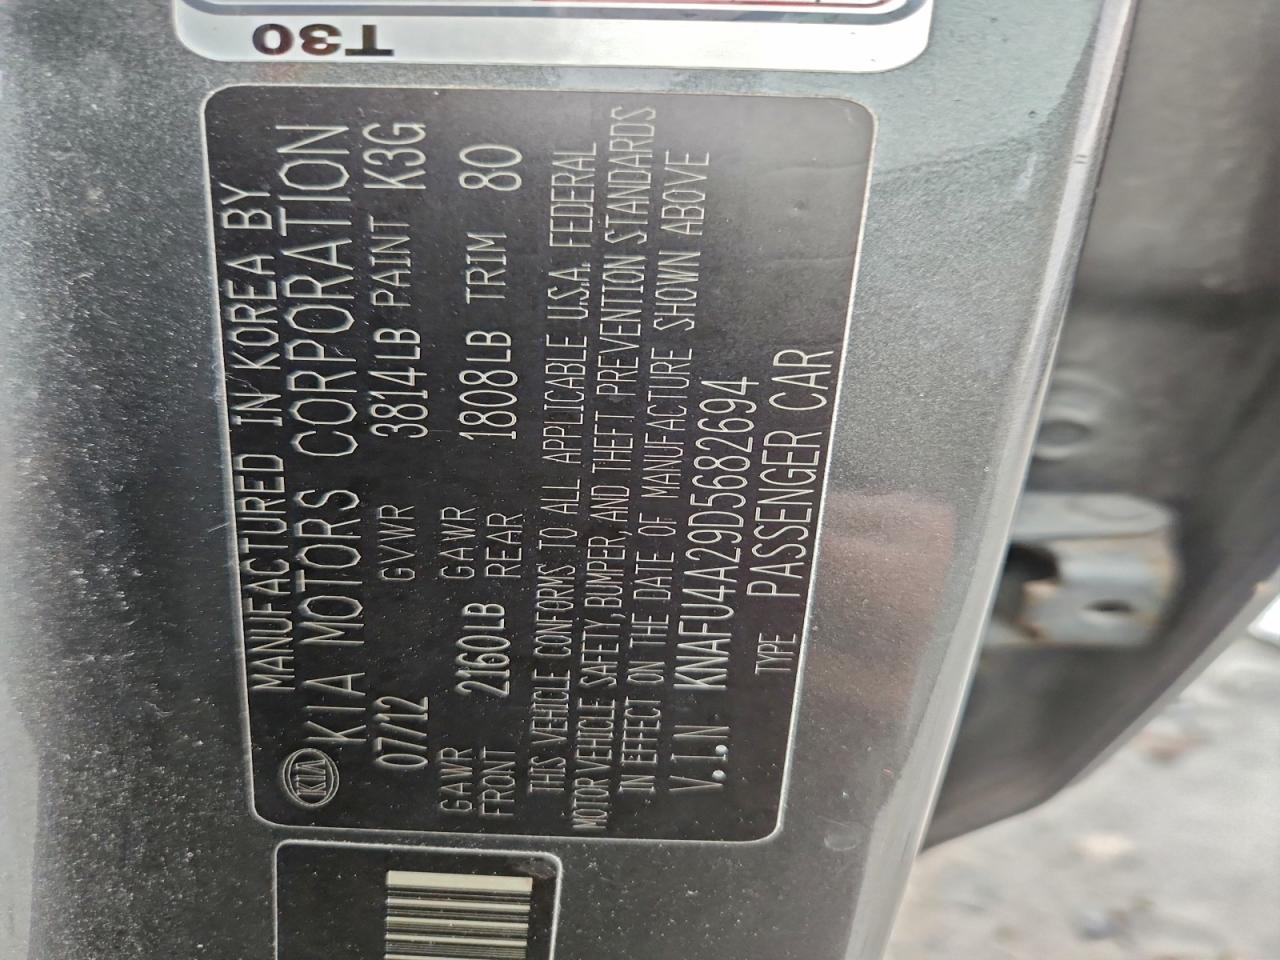 T30
MANUFACTURED IN KOREA BY
KIA KIA MOTORS CORPORATION
07/12 GVWR 3814LB PAINT K3G
GAWR FRONT 2160LB GAWR REAR 1808LB TRIM 80
THIS VEHICLE CONFORMS TO ALL APPLICABLE U.S.A. FEDERAL
MOTOR VEHICLE SAFETY, BUMPER, AND THEFT PREVENTION STANDARDS
IN EFFECT ON THE DATE OF MANUFACTURE SHOWN ABOVE
V.I.N. KNAFU4A29D5682694
TYPE PASSENGER CAR